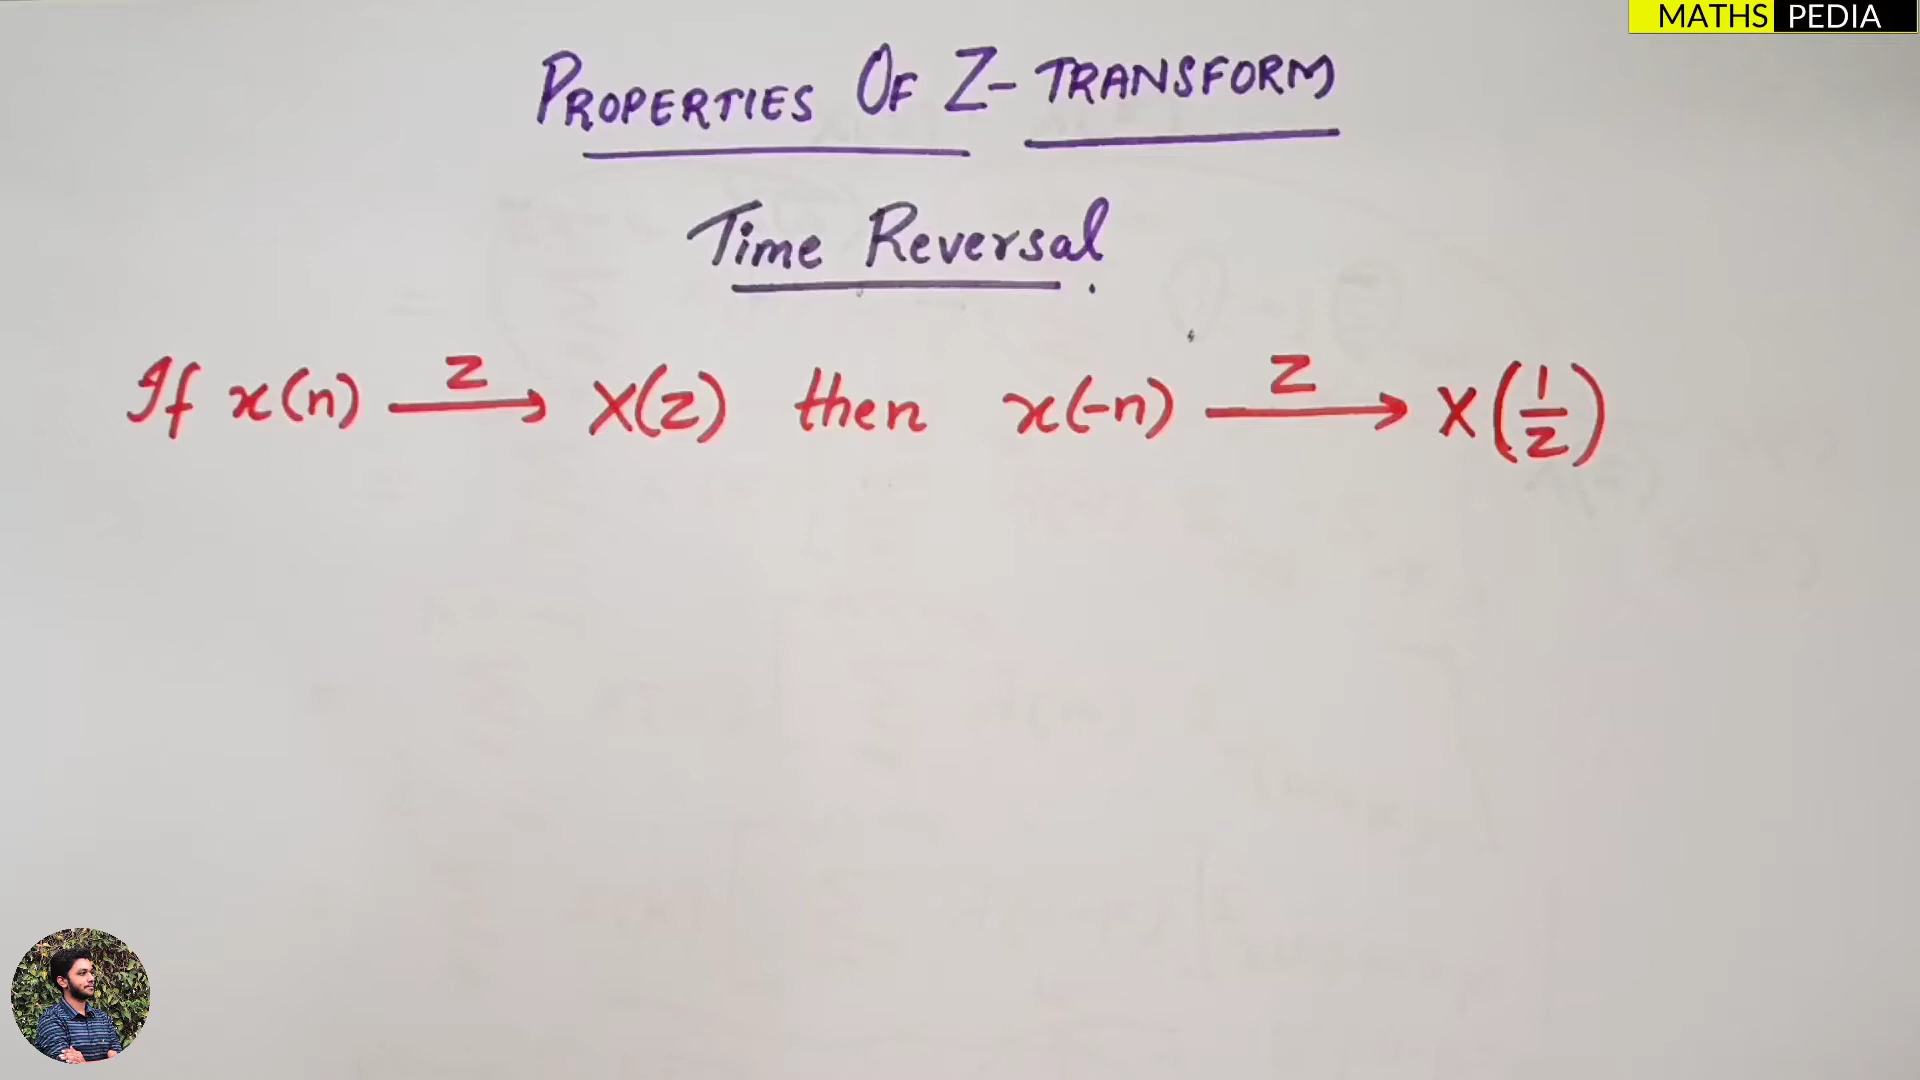 MATHS PEDIA
PROPERTIES OF Z-TRANSFORM
Time Reversal.
If x(n) —Z→ X(z) then x(-n) —Z→ X(1/z)